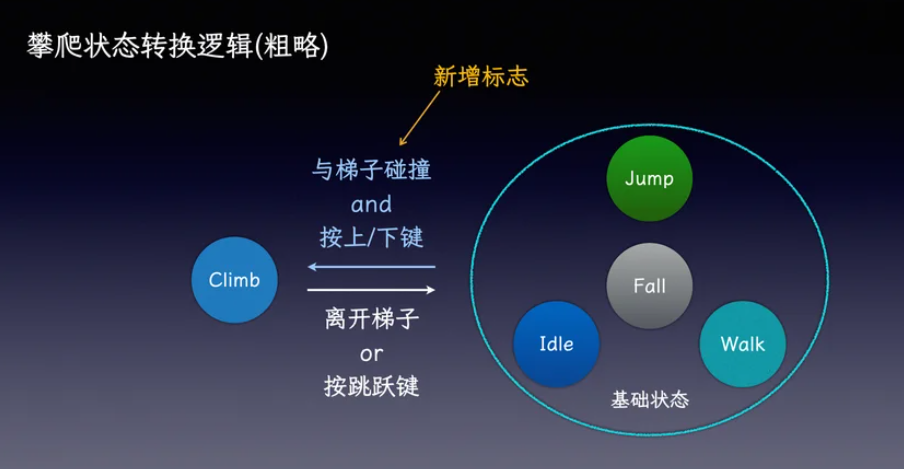 攀爬状态转换逻辑(粗略)
新增标志
与梯子碰撞
and
按上/下键
离开梯子
or
按跳跃键
Climb
Jump
Fall
Idle
Walk
基础状态